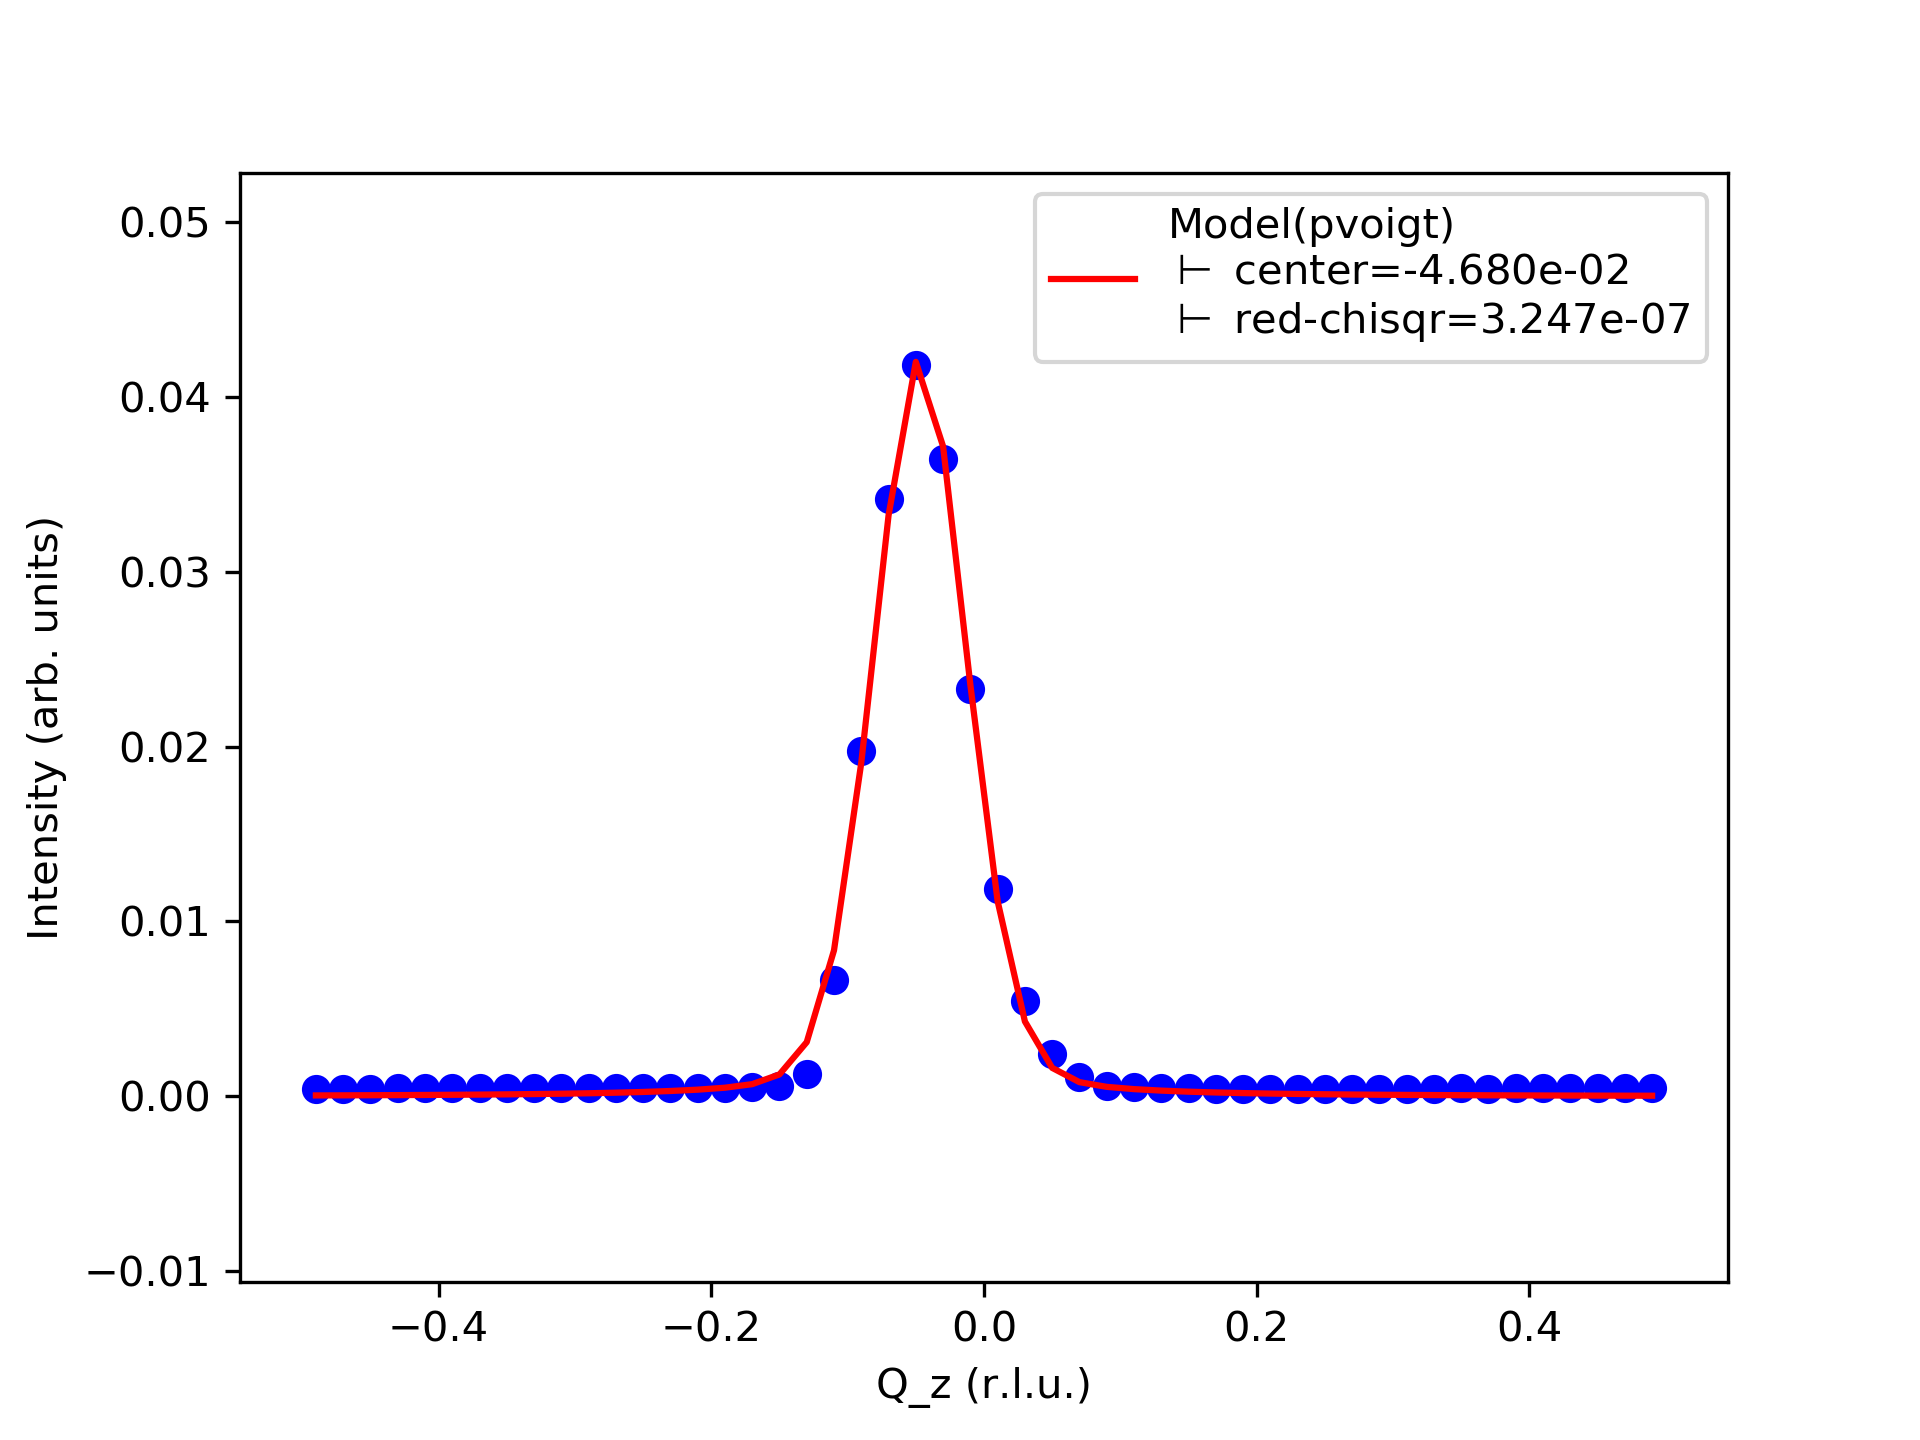 Model(pvoigt)
⊢ center=-4.680e-02
⊢ red-chisqr=3.247e-07
0.05
0.04
0.03
0.02
0.01
0.00
−0.01
Intensity (arb. units)
−0.4 −0.2 0.0 0.2 0.4
Q_z (r.l.u.)